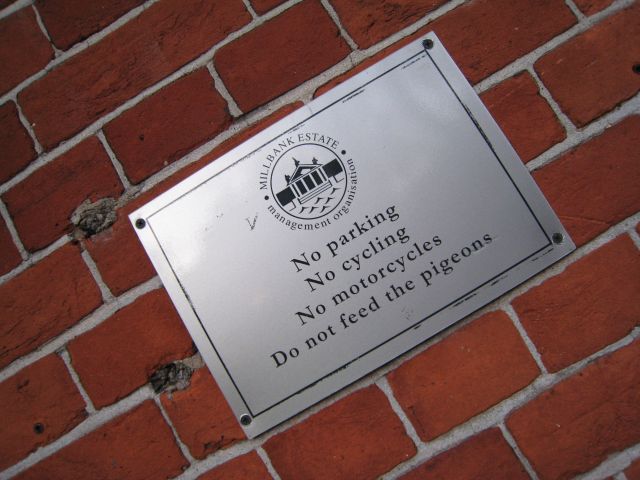 • MILLBANK ESTATE •
management organisation
No parking
No cycling
No motorcycles
Do not feed the pigeons